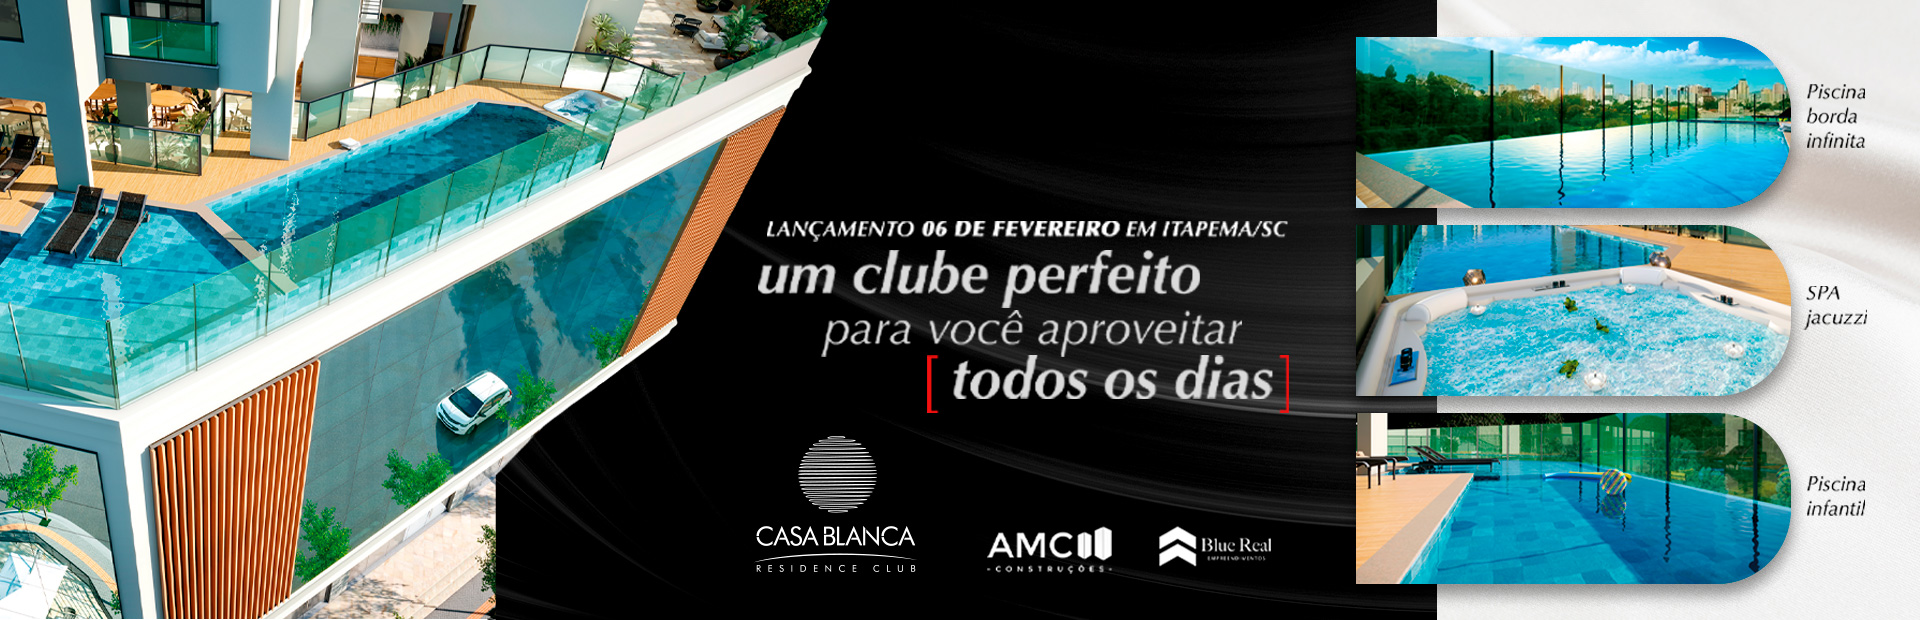 LANÇAMENTO 06 DE FEVEREIRO EM ITAPEMA/SC
um clube perfeito
para você aproveitar
[ todos os dias ]
CASA BLANCA
RESIDENCE CLUB
AMC
- CONSTRUÇÕES -
Blue Real
EMPREENDIMENTOS
Piscina
borda
infinita
SPA
jacuzzi
Piscina
infantil